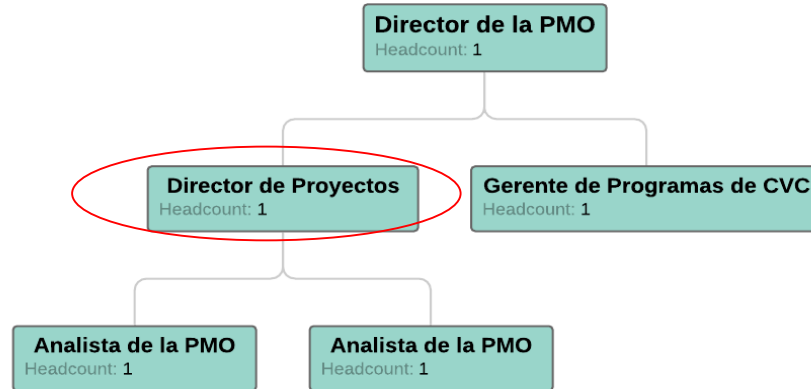 Director de la PMO
Headcount: 1
Director de Proyectos
Headcount: 1
Gerente de Programas de CVC
Headcount: 1
Analista de la PMO
Headcount: 1
Analista de la PMO
Headcount: 1